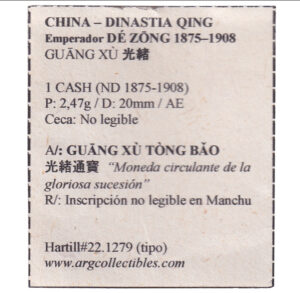 CHINA – DINASTIA QING
Emperador DÉ ZŌNG 1875–1908
GUĀNG XÙ 光緒
1 CASH (ND 1875-1908)
P: 2,47g / D: 20mm / AE
Ceca: No legible
A/: GUĀNG XÙ TÒNG BǍO
光緒通寶 "Moneda circulante de la
gloriosa sucesión"
R/: Inscripción no legible en Manchu
Hartill#22.1279 (tipo)
www.argcollectibles.com